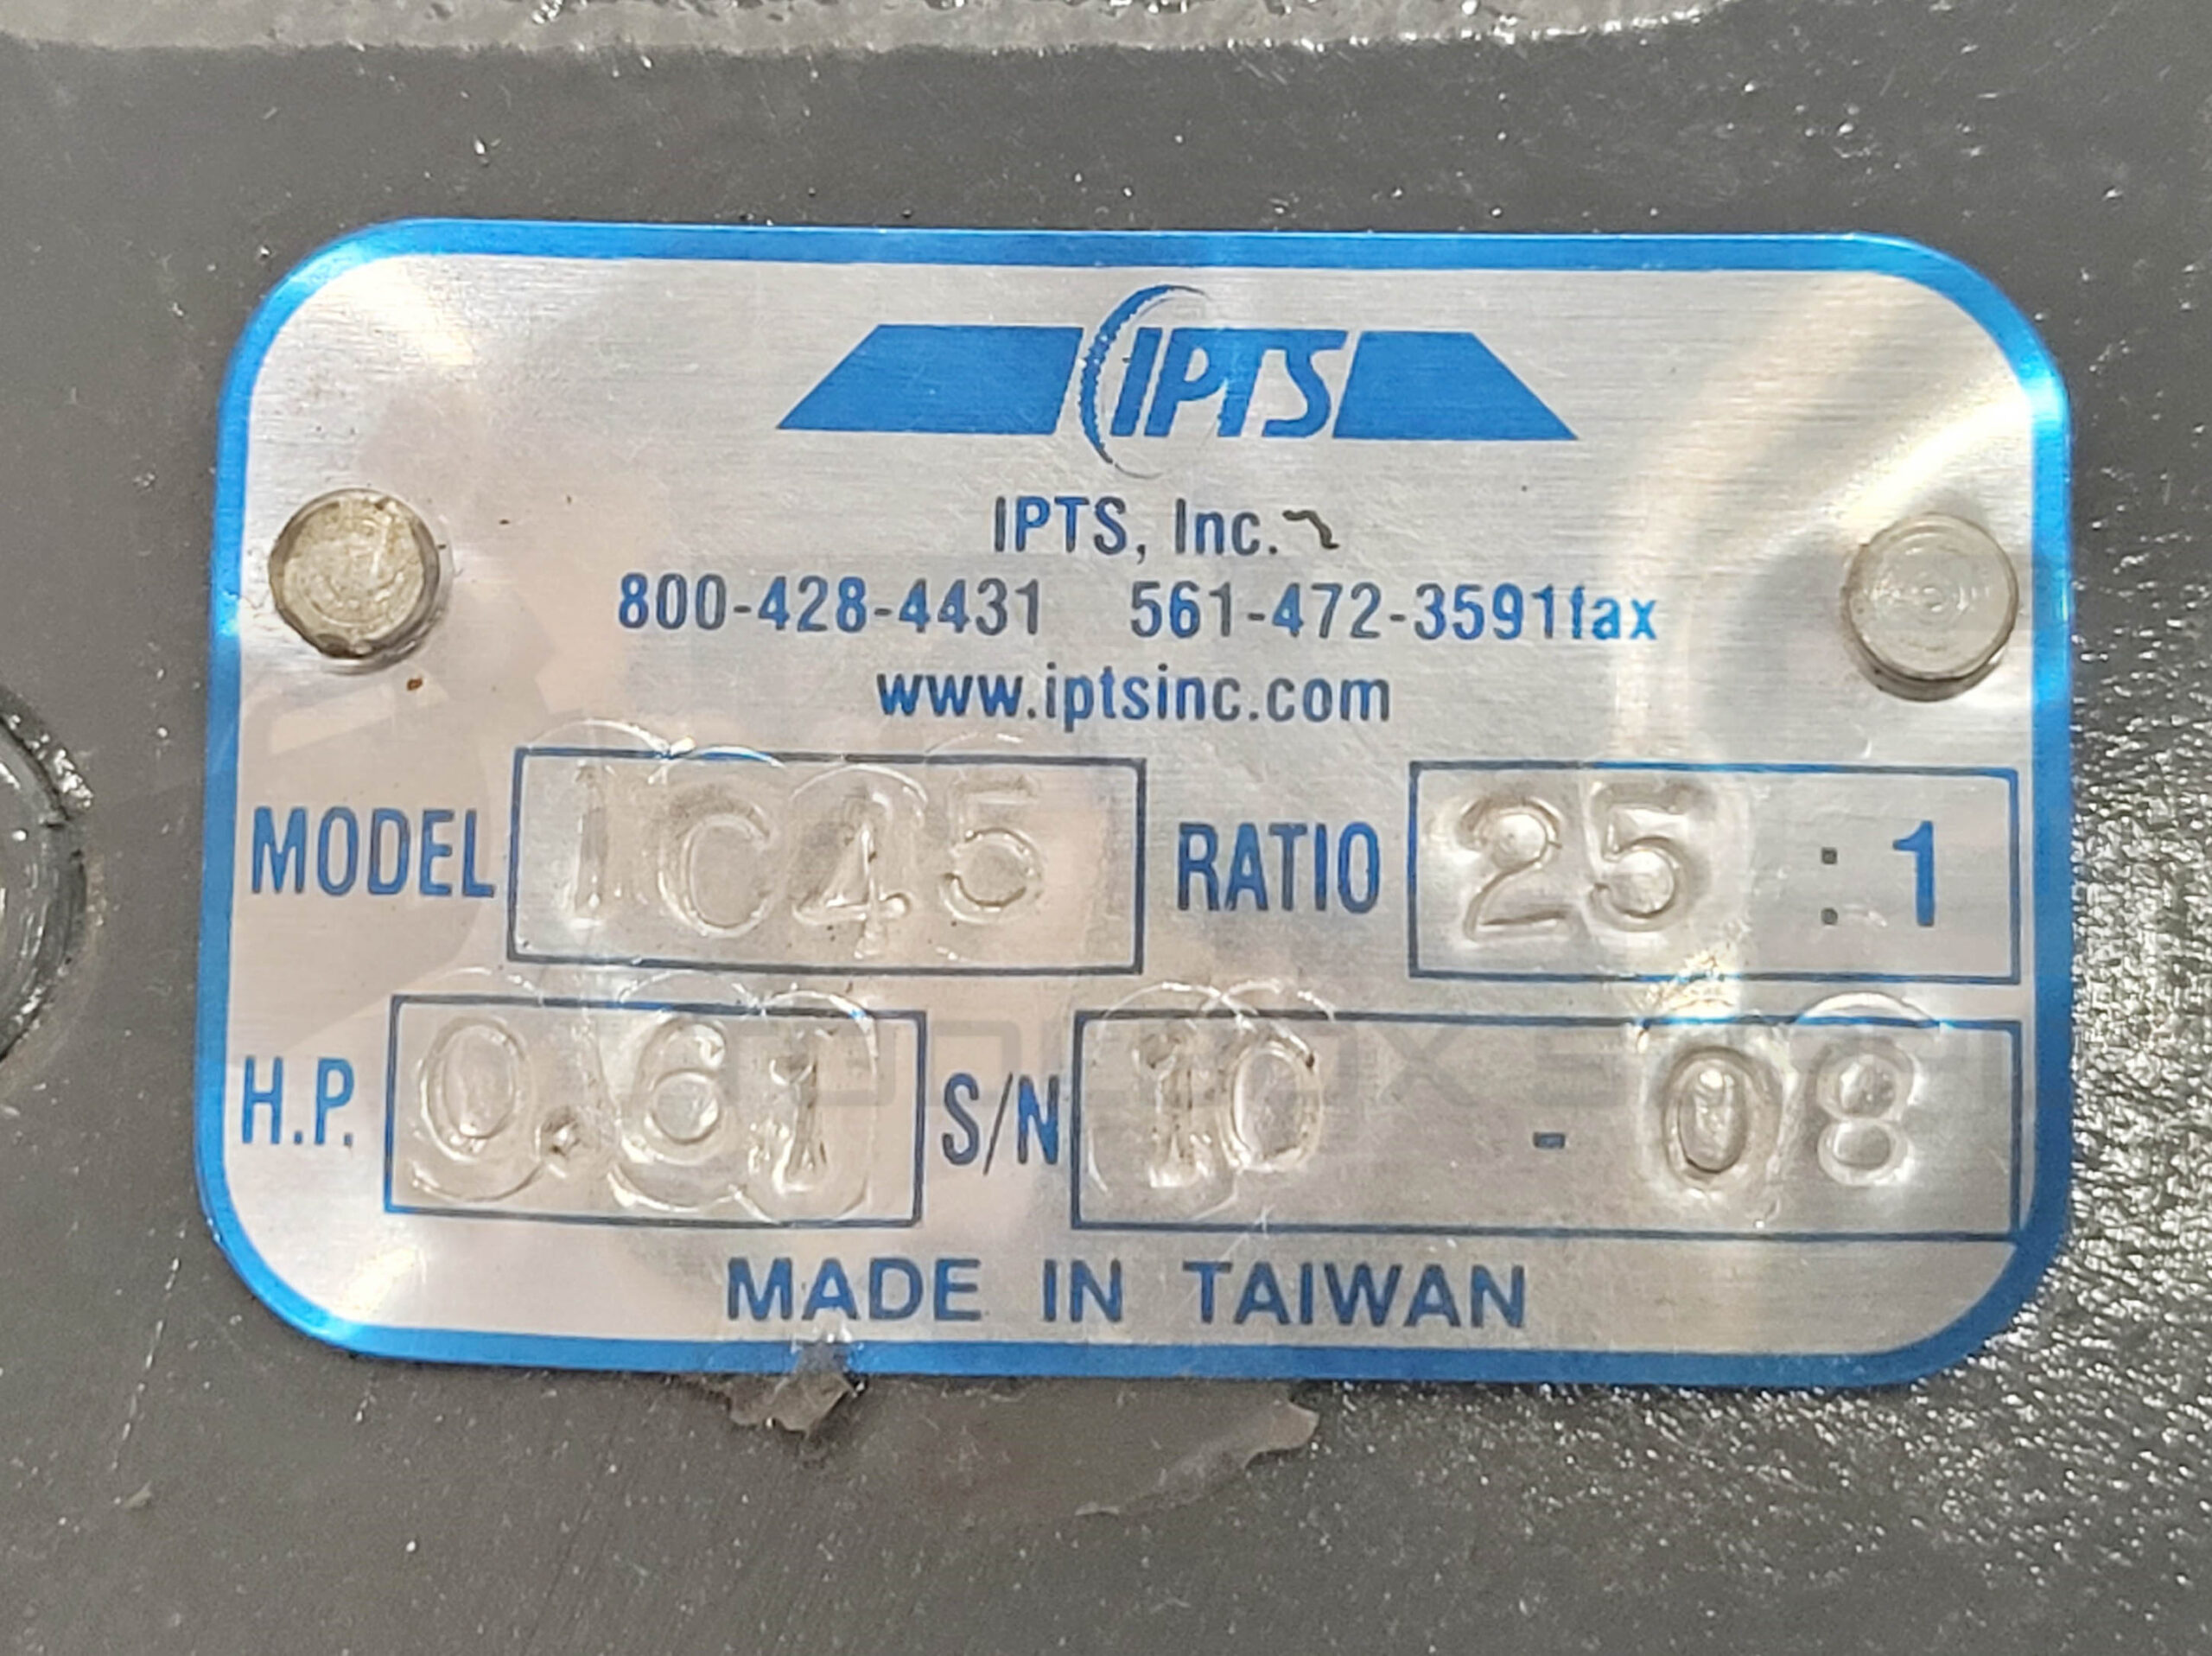 IPTS
IPTS, Inc.
800-428-4431 561-472-3591fax
www.iptsinc.com
MODEL 1C45 RATIO 25 : 1
H.P. 0.61 S/N 10 - 08
MADE IN TAIWAN